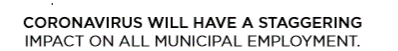 CORONAVIRUS WILL HAVE A STAGGERING
IMPACT ON ALL MUNICIPAL EMPLOYMENT.